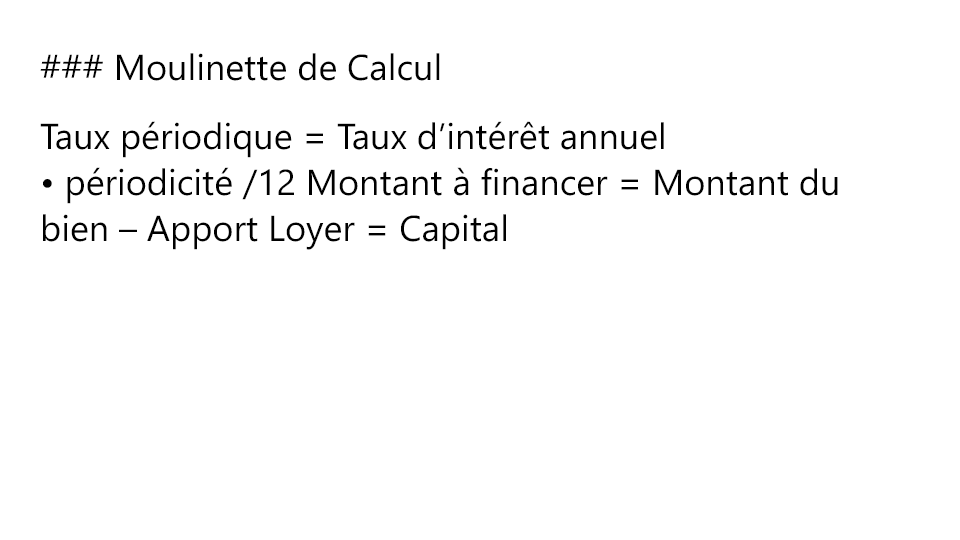 ### Moulinette de Calcul
Taux périodique = Taux d’intérêt annuel
• périodicité /12 Montant à financer = Montant du
bien – Apport Loyer = Capital